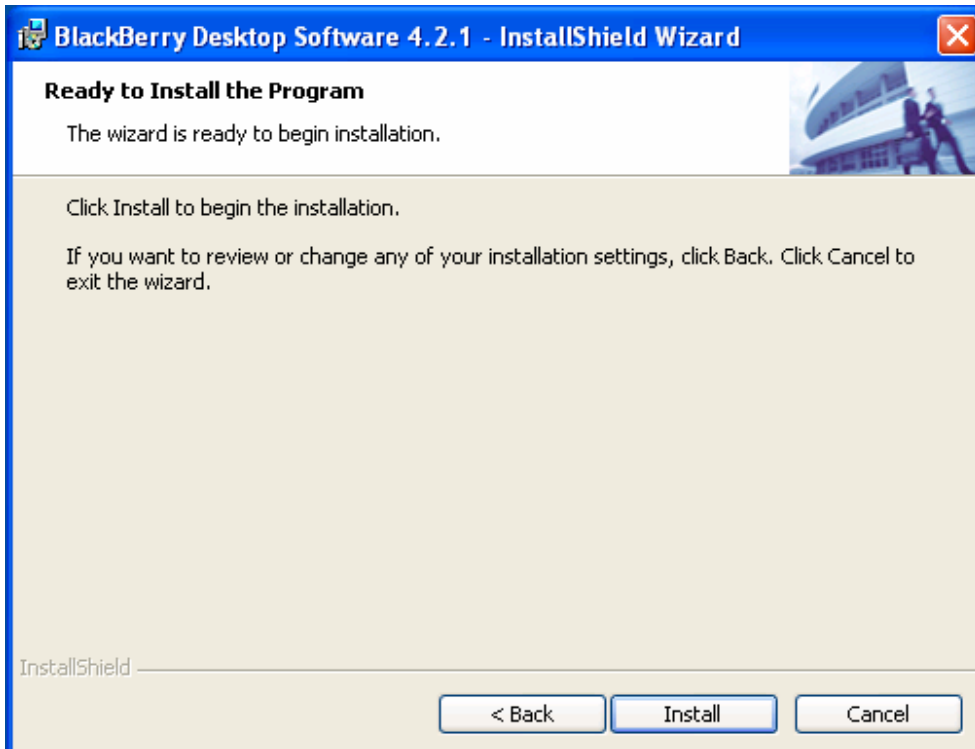 BlackBerry Desktop Software 4.2.1 - InstallShield Wizard
Ready to Install the Program
The wizard is ready to begin installation.
Click Install to begin the installation.
If you want to review or change any of your installation settings, click Back. Click Cancel to
exit the wizard.
InstallShield
< Back
Install
Cancel